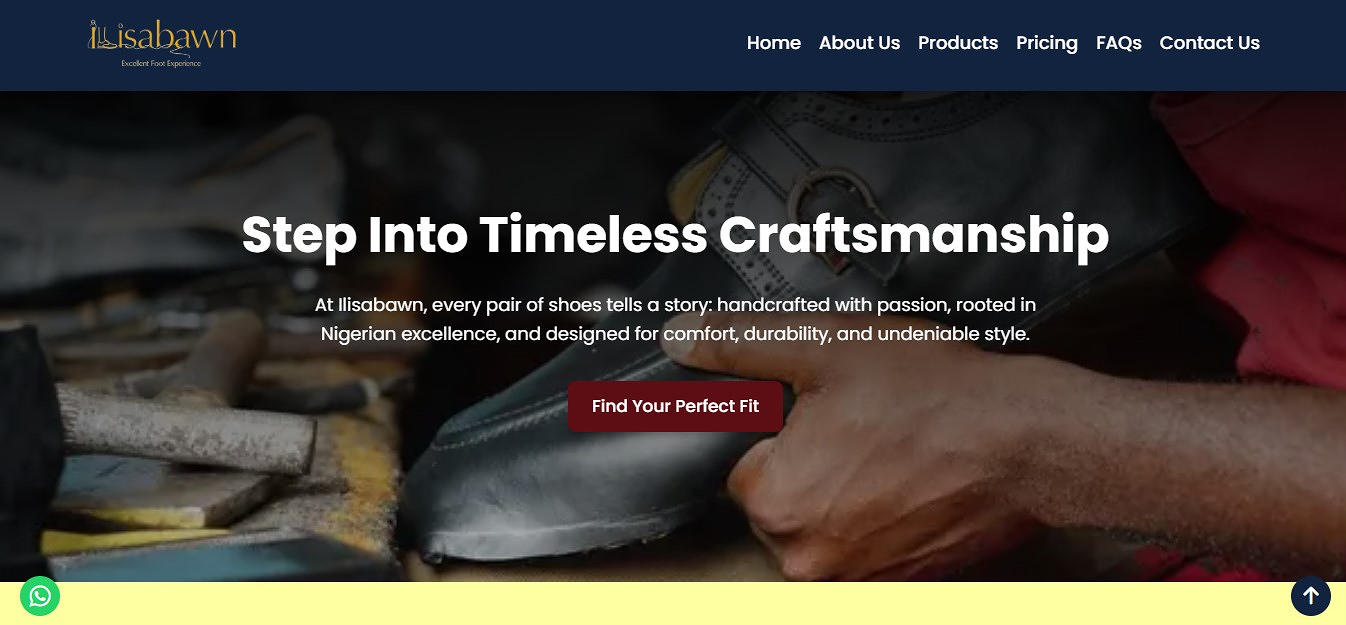 iLisabawn
Excellent Foot Experience
Home About Us Products Pricing FAQs Contact Us
Step Into Timeless Craftsmanship
At Ilisabawn, every pair of shoes tells a story: handcrafted with passion, rooted in
Nigerian excellence, and designed for comfort, durability, and undeniable style.
Find Your Perfect Fit